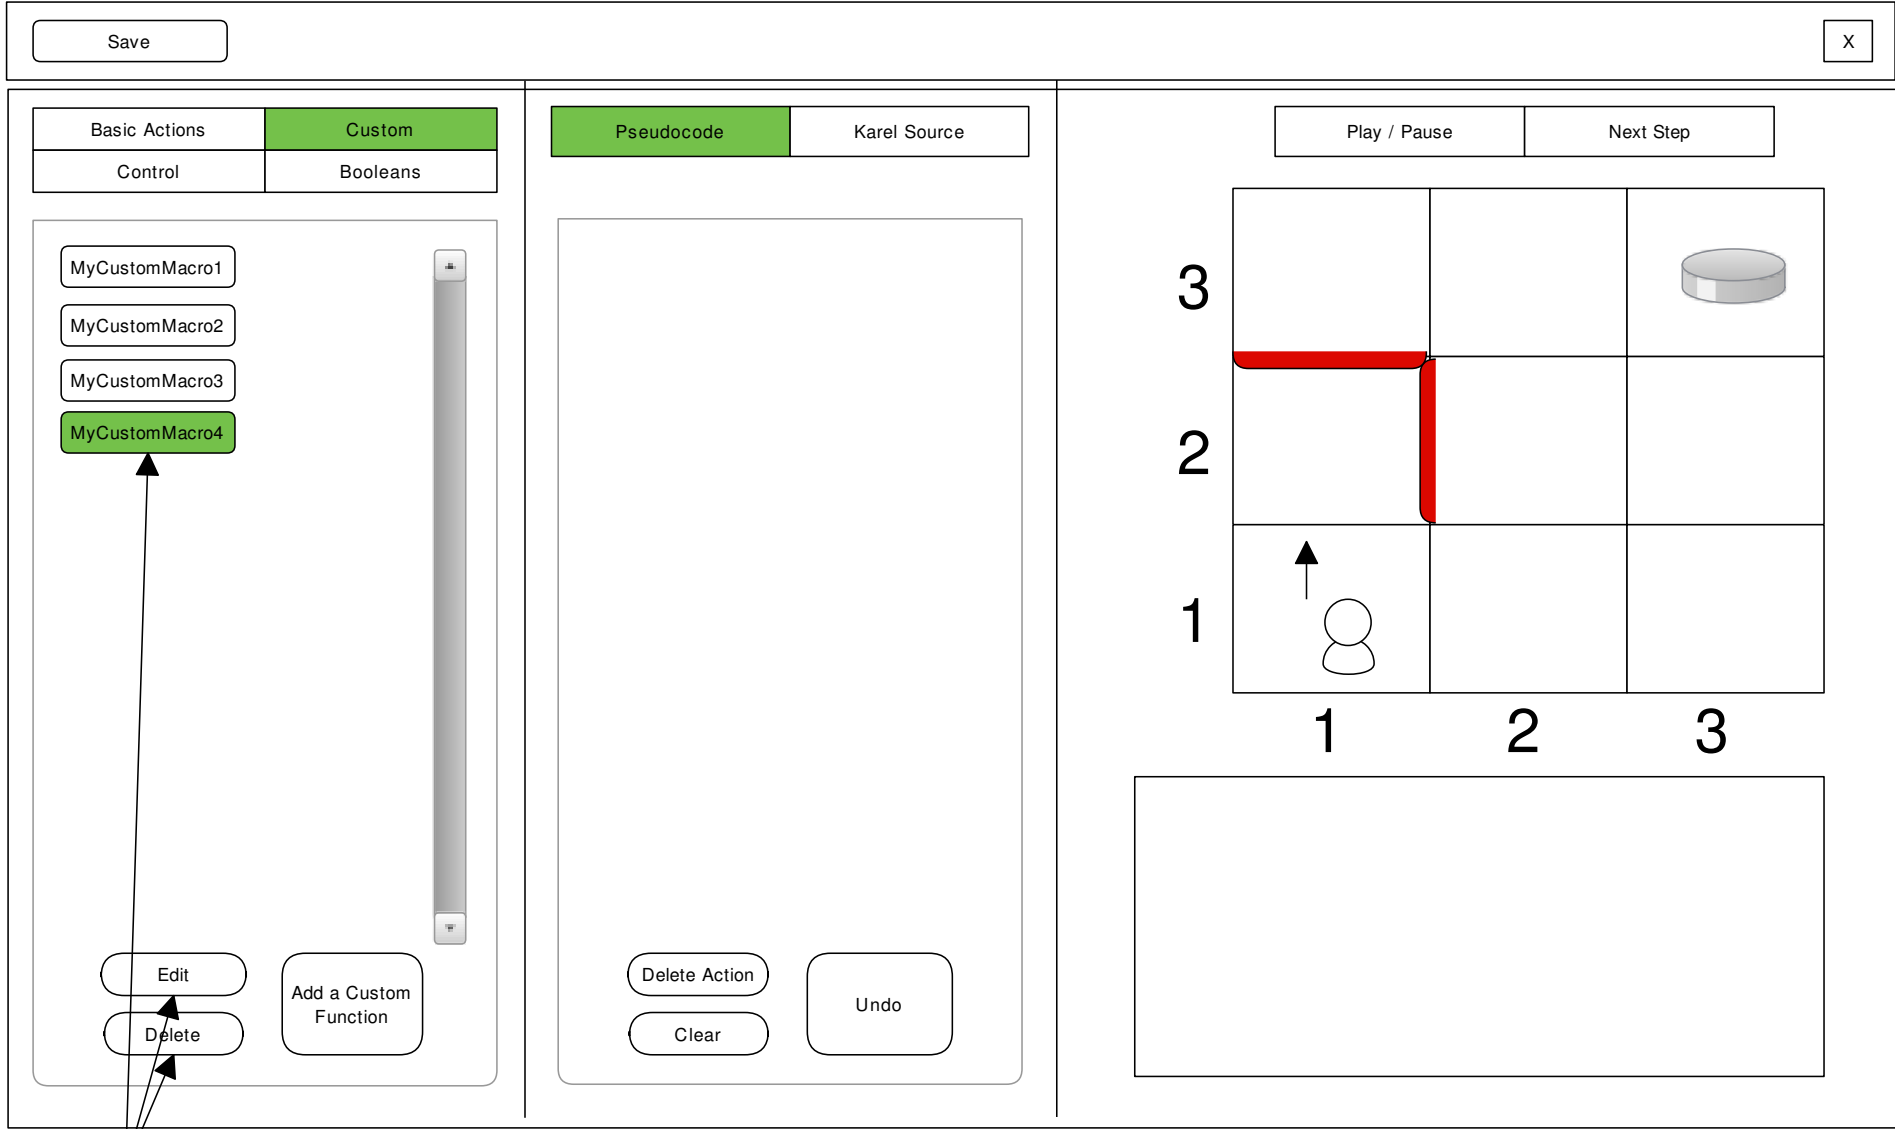 Save
X
Basic Actions
Custom
Control
Booleans
MyCustomMacro1
MyCustomMacro2
MyCustomMacro3
MyCustomMacro4
Edit
Delete
Add a Custom
Function
Pseudocode
Karel Source
Delete Action
Clear
Undo
Play / Pause
Next Step
3
2
1
1
2
3